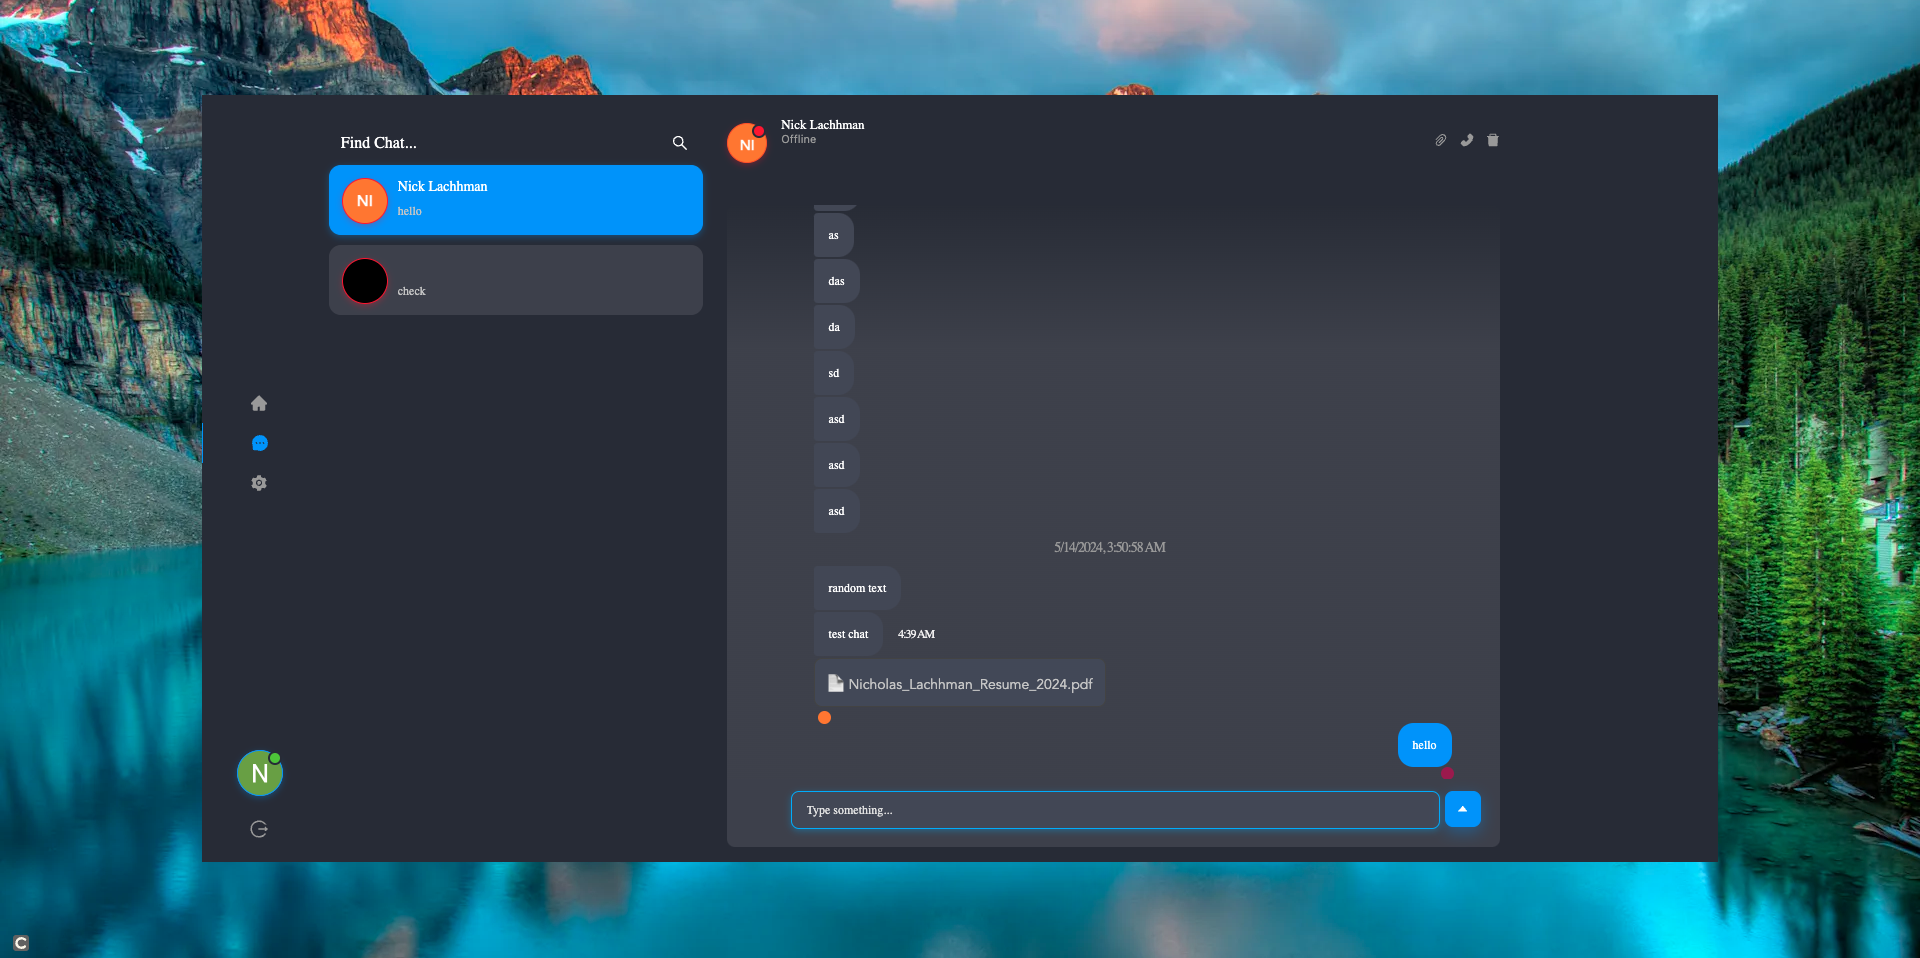 Find Chat...
NI
Nick Lachhman
hello
check
N
NI
Nick Lachhman
Offline
as
das
da
sd
asd
asd
asd
5/14/2024, 3:50:58 AM
random text
test chat
4:39 AM
Nicholas_Lachhman_Resume_2024.pdf
hello
Type something...
C